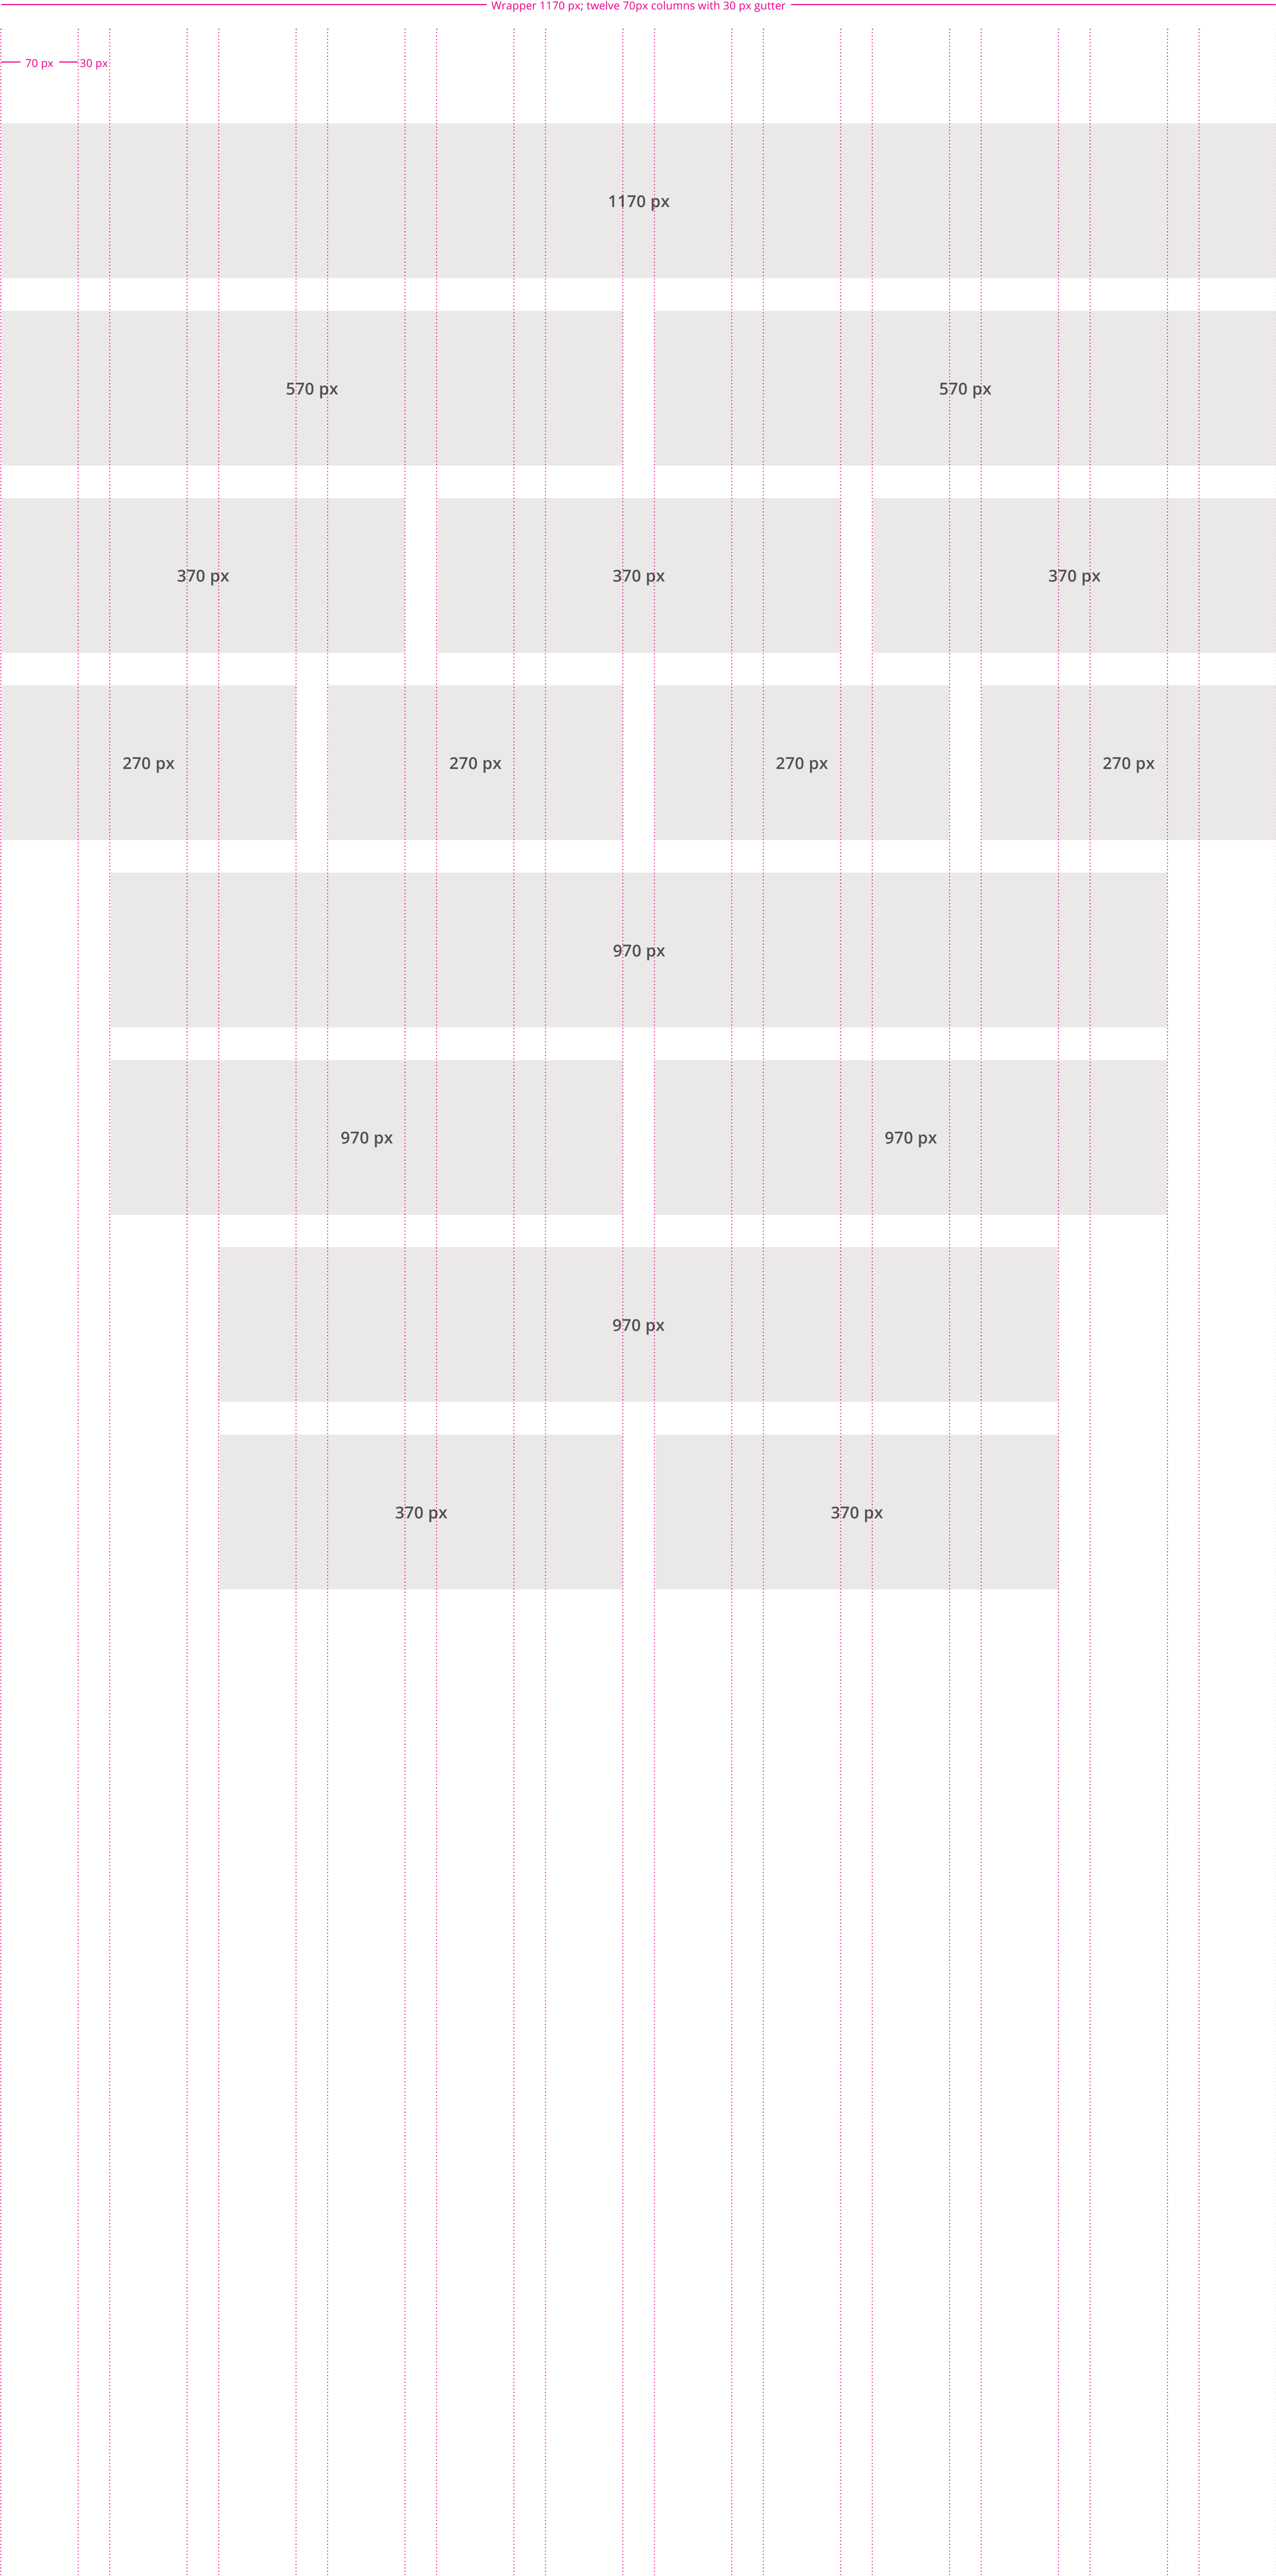 Wrapper 1170 px; twelve 70px columns with 30 px gutter
70 px 30 px
1170 px
570 px 570 px
370 px 370 px 370 px
270 px 270 px 270 px 270 px
970 px
970 px 970 px
970 px
370 px 370 px